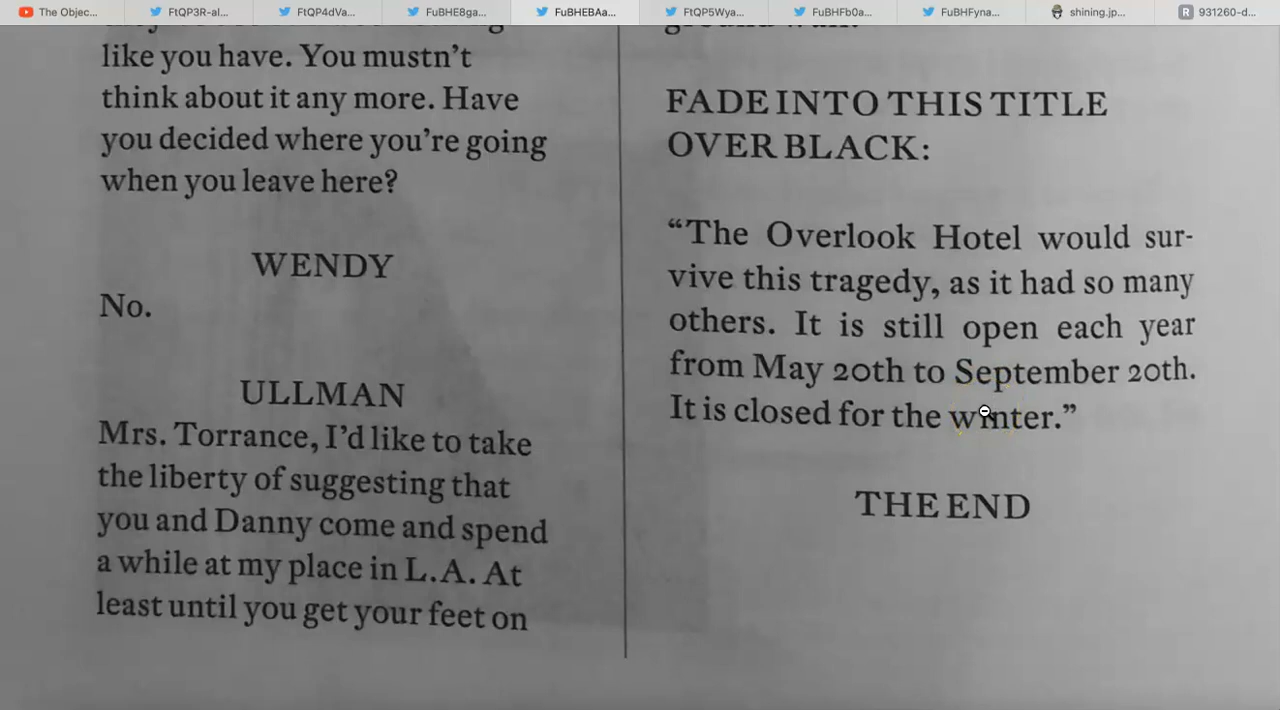 The Objec...
FtQP3R-al...
FtQP4dVa...
FuBHE8ga...
FuBHEBAa...
FtQP5Wya...
FuBHFb0a...
FuBHFyna...
shining.jp...
931260-d...
like you have. You mustn't
think about it any more. Have
you decided where you're going
when you leave here?
WENDY
No.
ULLMAN
Mrs. Torrance, I'd like to take
the liberty of suggesting that
you and Danny come and spend
a while at my place in L.A. At
least until you get your feet on
FADE INTO THIS TITLE
OVER BLACK:
“The Overlook Hotel would sur-
vive this tragedy, as it had so many
others. It is still open each year
from May 20th to September 20th.
It is closed for the winter.”
THE END